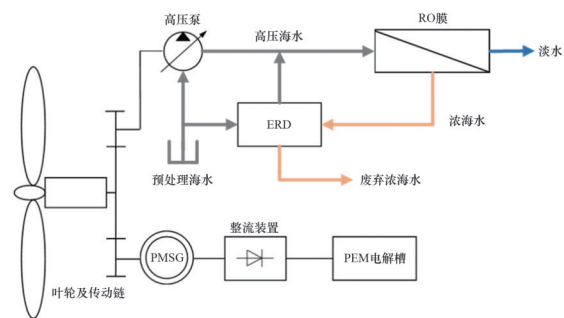 高压泵
高压海水
RO膜
淡水
ERD
浓海水
预处理海水
废弃浓海水
整流装置
PMSG
PEM电解槽
叶轮及传动链